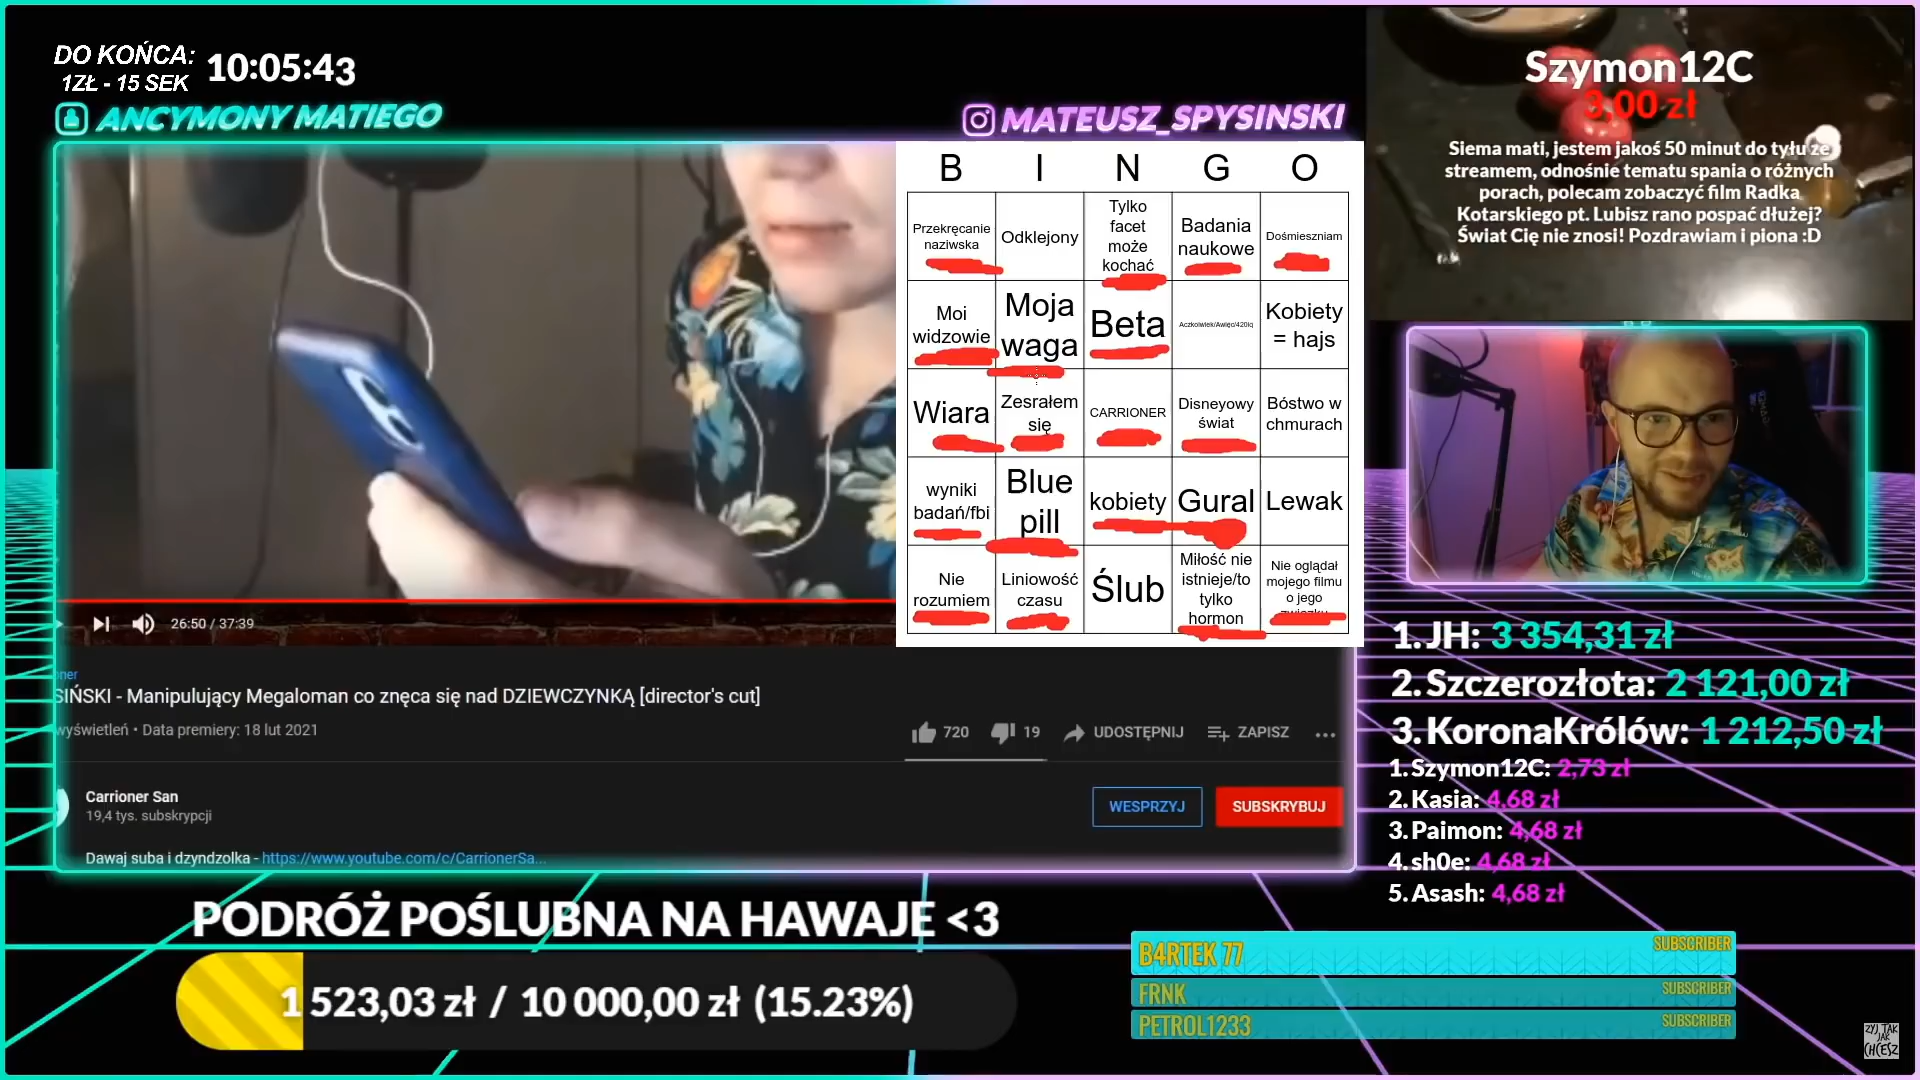 DO KOŃCA:
1ZŁ - 15 SEK
10:05:43
ANCYMONY MATIEGO
MATEUSZ_SPYSINSKI
B I N G O
Przekręcanie
naziwska
Odklejony
Tylko
facet
może
kochać
Badania
naukowe
Dośmieszniam
Moi
widzowie
Moja
waga
Beta
Aczkolwiek/Awięc/420iq
Kobiety
= hajs
Wiara
Zesrałem
się
CARRIONER
Disneyowy
świat
Bóstwo w
chmurach
wyniki
badań/fbi
Blue
pill
kobiety
Gural
Lewak
Nie
rozumiem
Liniowość
czasu
Ślub
Miłość nie
istnieje/to
tylko
hormon
Nie oglądał
mojego filmu
o jego
związku
26:50 / 37:39
ner
SIŃSKI - Manipulujący Megaloman co znęca się nad DZIEWCZYNKĄ [director's cut]
wyświetleń • Data premiery: 18 lut 2021
720
19
UDOSTĘPNIJ
ZAPISZ
Carrioner San
19,4 tys. subskrypcji
WESPRZYJ
SUBSKRYBUJ
Dawaj suba i dzyndzolka - https://www.youtube.com/c/CarrionerSa...
Szymon12C
3,00 zł
Siema mati, jestem jakoś 50 minut do tyłu ze
streamem, odnośnie tematu spania o różnych
porach, polecam zobaczyć film Radka
Kotarskiego pt. Lubisz rano pospać dłużej?
Świat Cię nie znosi! Pozdrawiam i piona :D
1. JH: 3 354,31 zł
2. Szczerozłota: 2 121,00 zł
3. KoronaKrólów: 1 212,50 zł
1. Szymon12C: 2,73 zł
2. Kasia: 4,68 zł
3. Paimon: 4,68 zł
4. sh0e: 4,68 zł
5. Asash: 4,68 zł
PODRÓŻ POŚLUBNA NA HAWAJE <3
1 523,03 zł / 10 000,00 zł (15.23%)
B4RTEK 77 SUBSCRIBER
FRNK SUBSCRIBER
PETROL1233 SUBSCRIBER
ŻYJ TAK
JAK
CHCESZ